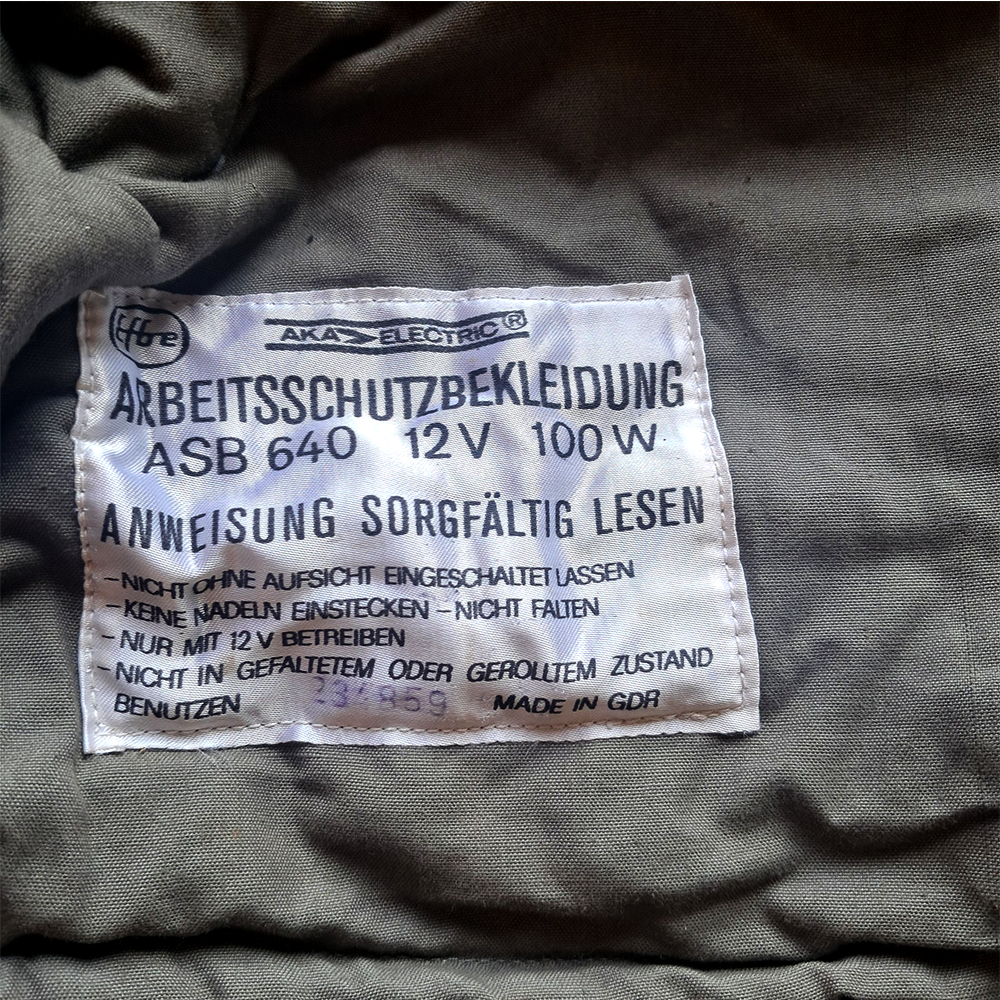 effbe
AKA ELECTRIC ®
ARBEITSSCHUTZBEKLEIDUNG
ASB 640 12 V 100 W
ANWEISUNG SORGFÄLTIG LESEN
–NICHT OHNE AUFSICHT EINGESCHALTET LASSEN
–KEINE NADELN EINSTECKEN –NICHT FALTEN
–NUR MIT 12 V BETREIBEN
–NICHT IN GEFALTETEM ODER GEROLLTEM ZUSTAND
BENUTZEN MADE IN GDR